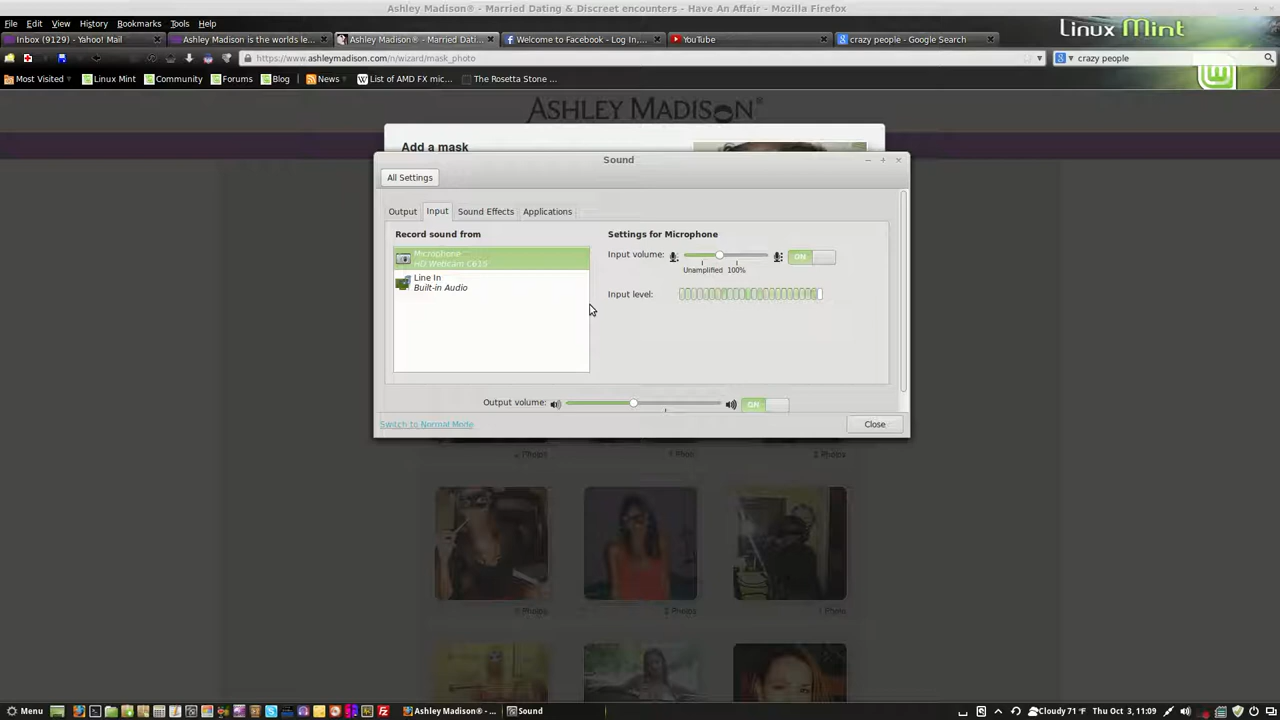 Ashley Madison® - Married Dating & Discreet encounters - Have An Affair - Mozilla Firefox
File Edit View History Bookmarks Tools Help
Linux Mint
Inbox (9129) - Yahoo! Mail
Ashley Madison is the worlds le...
Ashley Madison® - Married Dati...
Welcome to Facebook - Log In, ...
YouTube
crazy people - Google Search
https://www.ashleymadison.com/n/wizard/mask_photo
crazy people
Most Visited
Linux Mint
Community
Forums
Blog
News
List of AMD FX mic...
The Rosetta Stone ...
ASHLEY MADISON®
Add a mask
Sound
All Settings
Output Input Sound Effects Applications
Record sound from
Settings for Microphone
Microphone
HD Webcam C615
Input volume:
ON
Unamplified 100%
Line In
Built-in Audio
Input level:
Output volume:
ON
Switch to Normal Mode
Close
1 Photo
Menu
Ashley Madison® - ...
Sound
Cloudy 71 °F
Thu Oct 3, 11:09